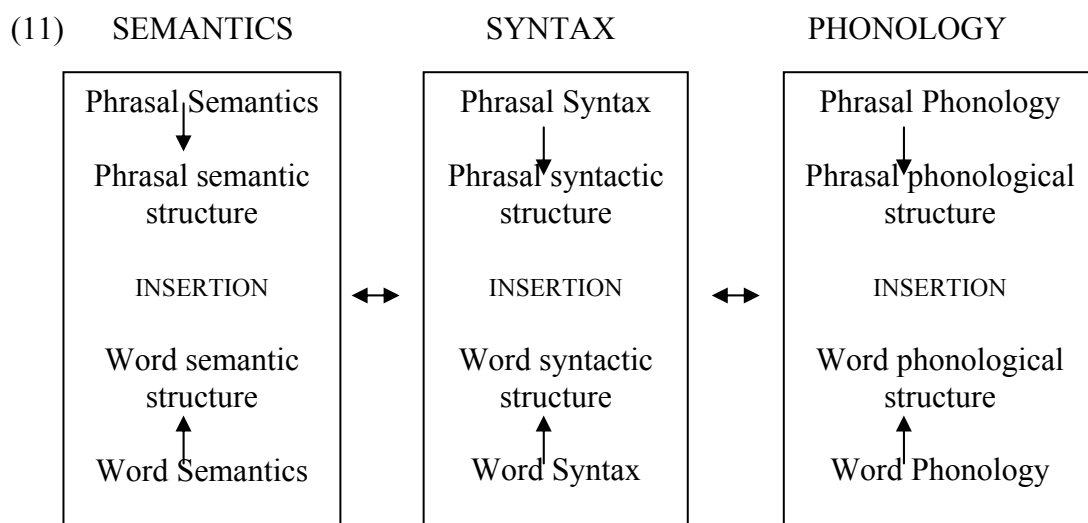 (11) SEMANTICS SYNTAX PHONOLOGY
Phrasal Semantics Phrasal Syntax Phrasal Phonology
Phrasal semantic Phrasal syntactic Phrasal phonological
structure structure structure
INSERTION INSERTION INSERTION
Word semantic Word syntactic Word phonological
structure structure structure
Word Semantics Word Syntax Word Phonology